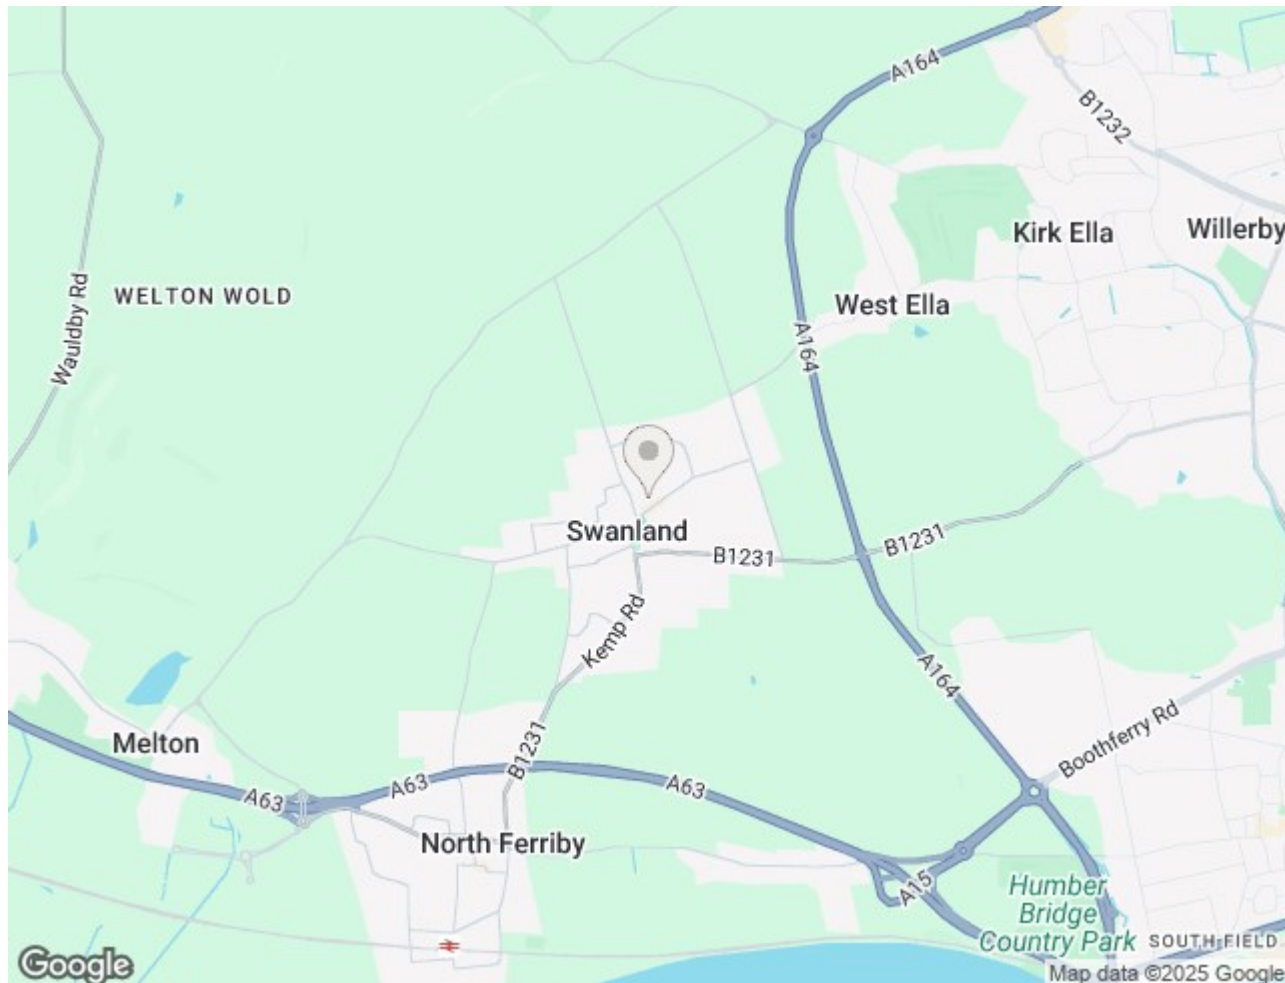 A164
B1232
Kirk Ella
Willerby
Wauldby Rd
WELTON WOLD
West Ella
A164
Swanland
B1231
B1231
Kemp Rd
A164
Boothferry Rd
Melton
B1231
A63
A63
A63
North Ferriby
A15
Humber
Bridge
Country Park
SOUTH FIELD
Google
Map data ©2025 Google